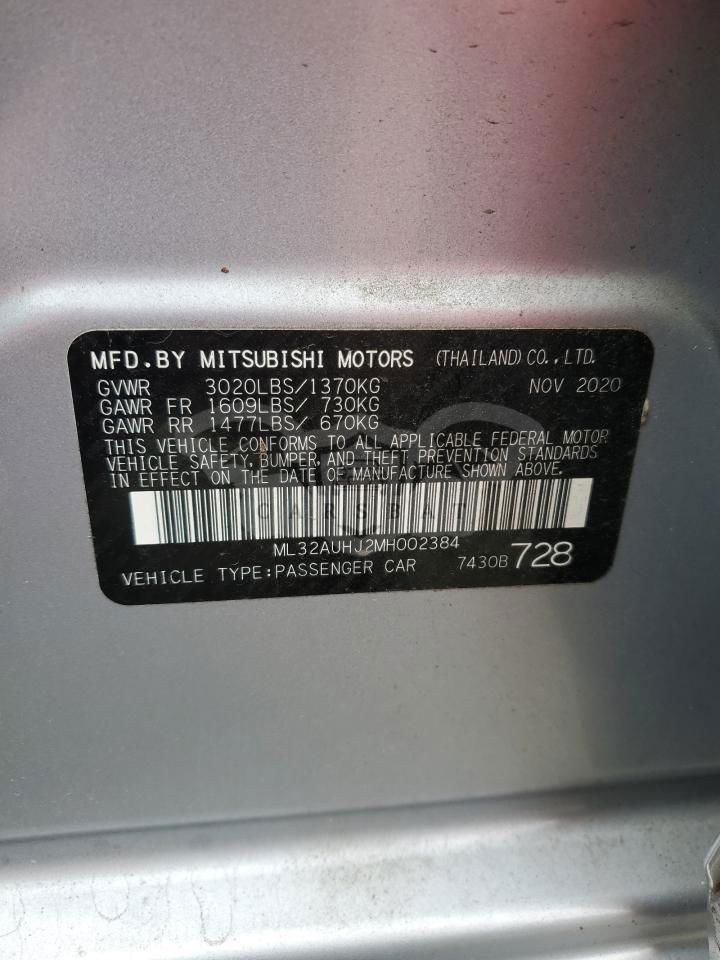 MFD.BY MITSUBISHI MOTORS (THAILAND)CO.,LTD.
GVWR 3020LBS/1370KG NOV 2020
GAWR FR 1609LBS/ 730KG
GAWR RR 1477LBS/ 670KG
THIS VEHICLE CONFORMS TO ALL APPLICABLE FEDERAL MOTOR
VEHICLE SAFETY, BUMPER, AND THEFT PREVENTION STANDARDS
IN EFFECT ON THE DATE OF MANUFACTURE SHOWN ABOVE.
CARSBAT
ML32AUHJ2MH002384
VEHICLE TYPE:PASSENGER CAR 7430B 728